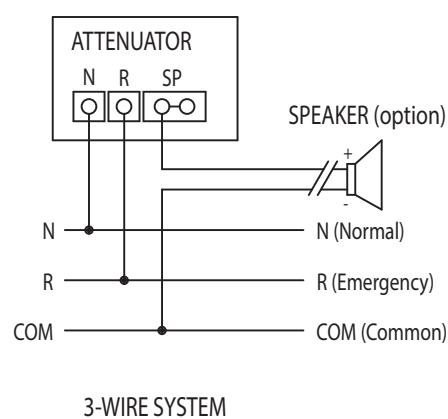 ATTENUATOR
N R SP
SPEAKER (option)
+
-
N N (Normal)
R R (Emergency)
COM COM (Common)
3-WIRE SYSTEM